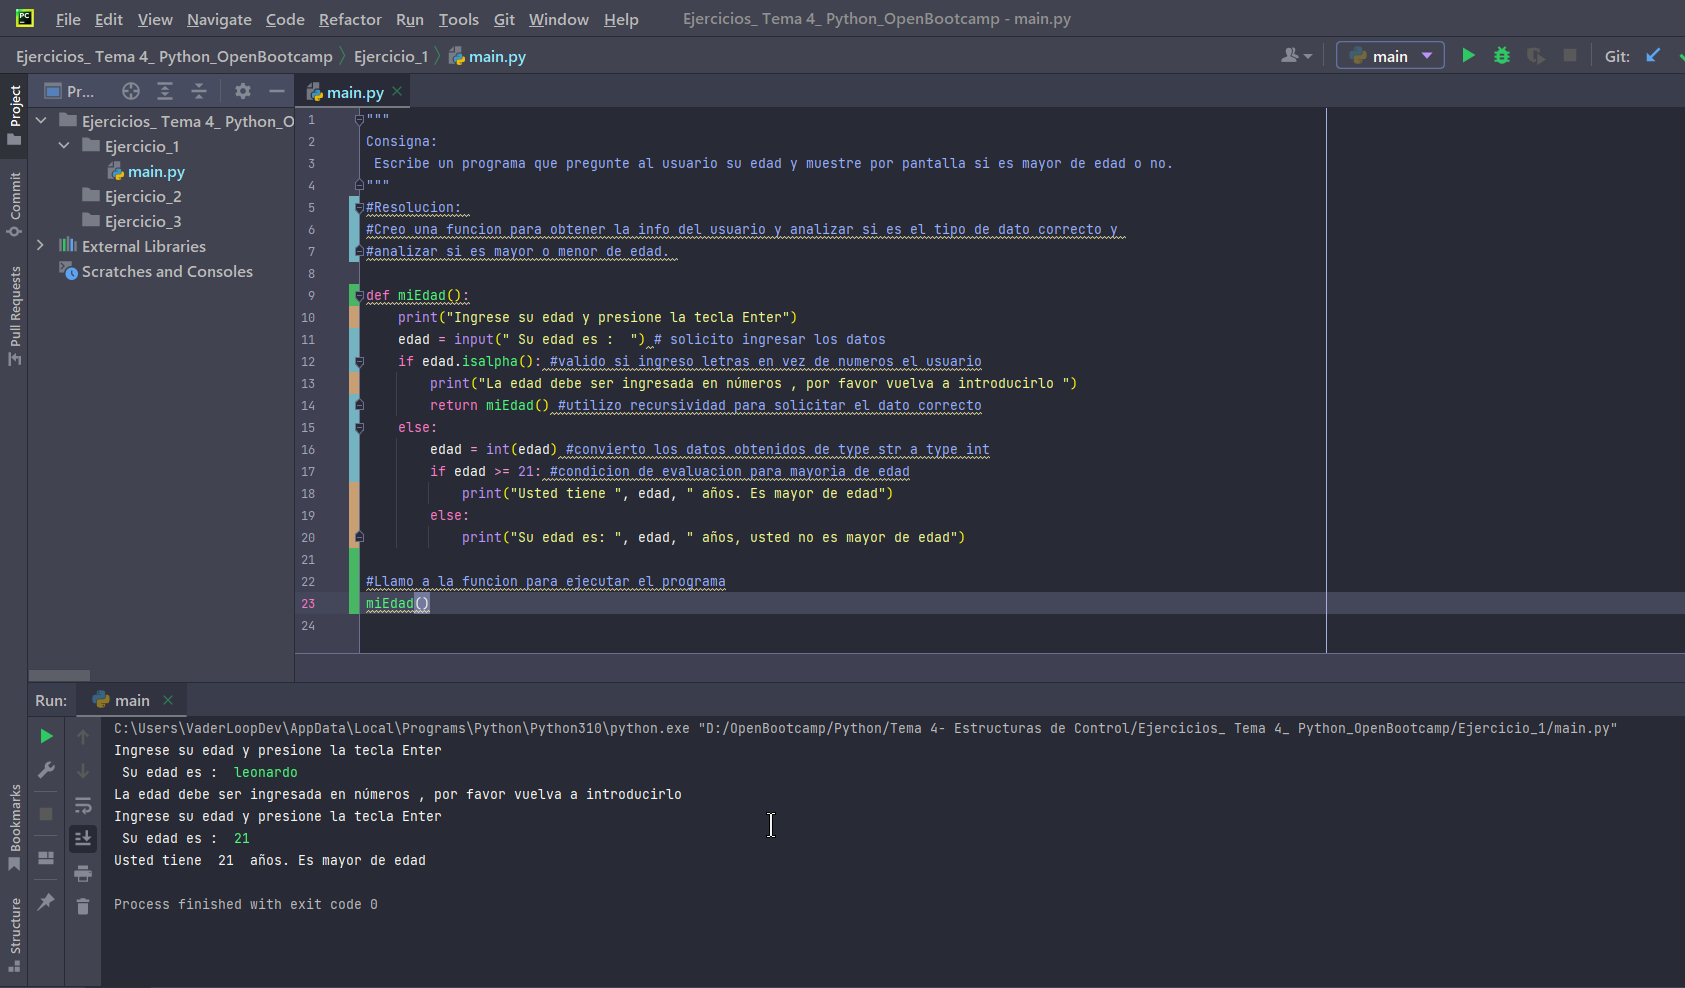 PC File Edit View Navigate Code Refactor Run Tools Git Window Help Ejercicios_ Tema 4_ Python_OpenBootcamp - main.py
Ejercicios_ Tema 4_ Python_OpenBootcamp Ejercicio_1 main.py main Git:
Project
Pr...
main.py
Ejercicios_ Tema 4_ Python_O
Ejercicio_1
main.py
Ejercicio_2
Ejercicio_3
External Libraries
Scratches and Consoles
Commit
Pull Requests
1 """
2 Consigna:
3 Escribe un programa que pregunte al usuario su edad y muestre por pantalla si es mayor de edad o no.
4 """
5 #Resolucion:
6 #Creo una funcion para obtener la info del usuario y analizar si es el tipo de dato correcto y
7 #analizar si es mayor o menor de edad.
8
9 def miEdad():
10 print("Ingrese su edad y presione la tecla Enter")
11 edad = input(" Su edad es :  ") # solicito ingresar los datos
12 if edad.isalpha(): #valido si ingreso letras en vez de numeros el usuario
13 print("La edad debe ser ingresada en números , por favor vuelva a introducirlo ")
14 return miEdad() #utilizo recursividad para solicitar el dato correcto
15 else:
16 edad = int(edad) #convierto los datos obtenidos de type str a type int
17 if edad >= 21: #condicion de evaluacion para mayoria de edad
18 print("Usted tiene ", edad, " años. Es mayor de edad")
19 else:
20 print("Su edad es: ", edad, " años, usted no es mayor de edad")
21
22 #Llamo a la funcion para ejecutar el programa
23 miEdad()
24
Run: main
C:\Users\VaderLoopDev\AppData\Local\Programs\Python\Python310\python.exe "D:/OpenBootcamp/Python/Tema 4- Estructuras de Control/Ejercicios_ Tema 4_ Python_OpenBootcamp/Ejercicio_1/main.py"
Ingrese su edad y presione la tecla Enter
Su edad es :  leonardo
La edad debe ser ingresada en números , por favor vuelva a introducirlo
Ingrese su edad y presione la tecla Enter
Su edad es :  21
Usted tiene  21  años. Es mayor de edad
Process finished with exit code 0
Bookmarks
Structure